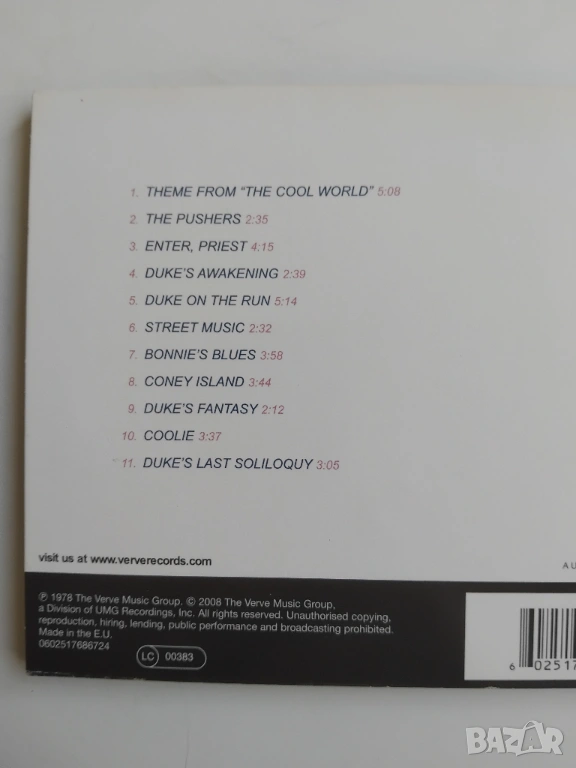 1. THEME FROM “THE COOL WORLD” 5:08
2. THE PUSHERS 2:35
3. ENTER, PRIEST 4:15
4. DUKE'S AWAKENING 2:39
5. DUKE ON THE RUN 5:14
6. STREET MUSIC 2:32
7. BONNIE'S BLUES 3:58
8. CONEY ISLAND 3:44
9. DUKE'S FANTASY 2:12
10. COOLIE 3:37
11. DUKE'S LAST SOLILOQUY 3:05
visit us at www.ververecords.com
AU
℗ 1978 The Verve Music Group. © 2008 The Verve Music Group,
a Division of UMG Recordings, Inc. All rights reserved. Unauthorised copying,
reproduction, hiring, lending, public performance and broadcasting prohibited.
Made in the E.U.
0602517686724
LC 00383
6 02517
BAZAR